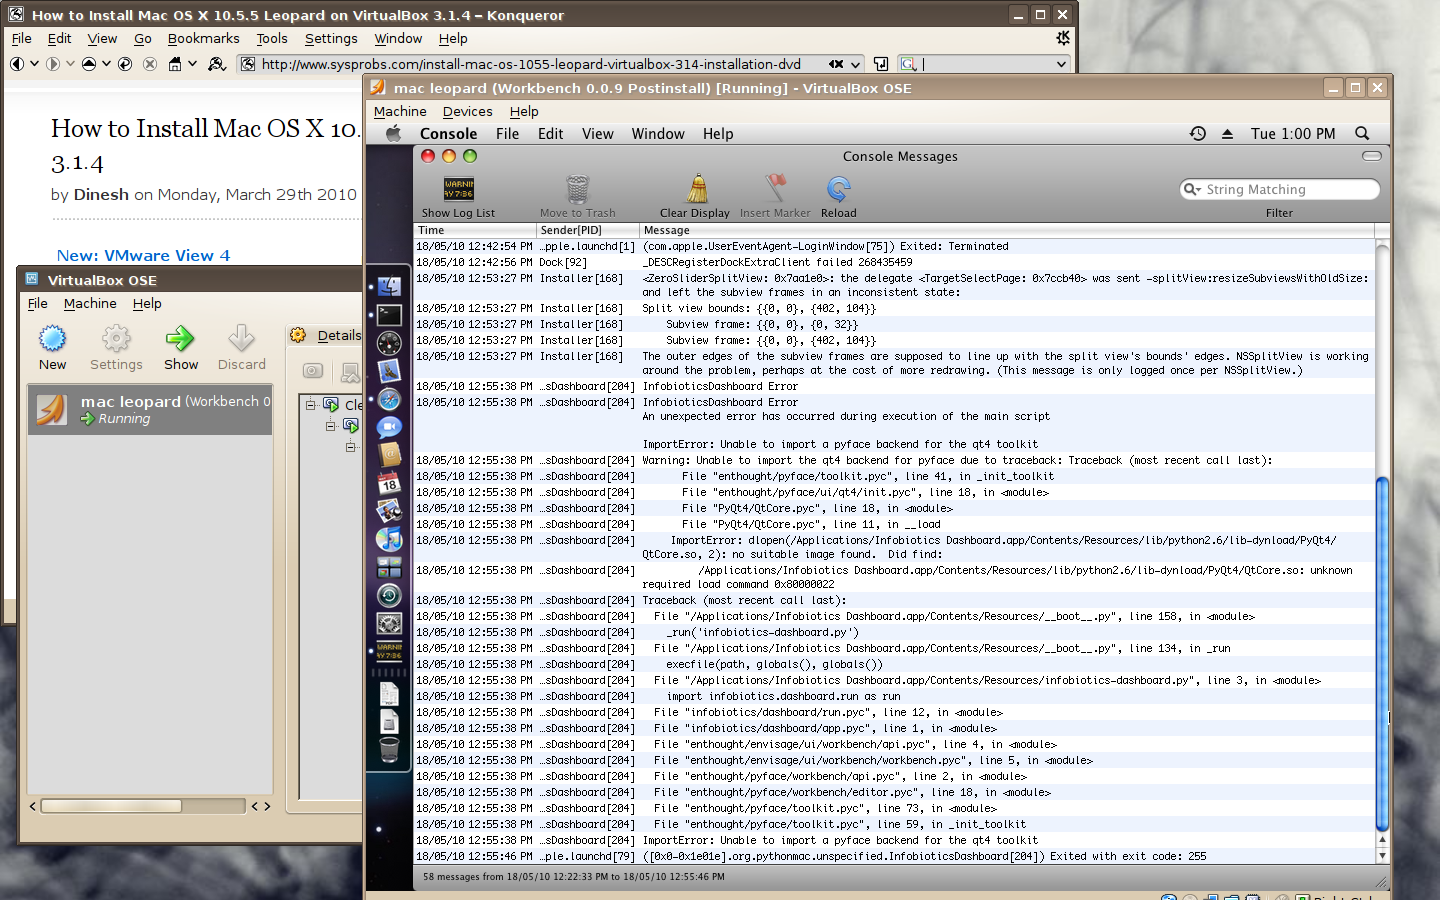 How to Install Mac OS X 10.5.5 Leopard on VirtualBox 3.1.4 – Konqueror
File Edit View Go Bookmarks Tools Settings Window Help
http://www.sysprobs.com/install-mac-os-1055-leopard-virtualbox-314-installation-dvd
How to Install Mac OS X 10.
3.1.4
by Dinesh on Monday, March 29th 2010
New: VMware View 4
VirtualBox OSE
File Machine Help
New Settings Show Discard
Details
mac leopard (Workbench 0
Running
Cle
mac leopard (Workbench 0.0.9 Postinstall) [Running] - VirtualBox OSE
Machine Devices Help
Console File Edit View Window Help Tue 1:00 PM
Console Messages
Show Log List Move to Trash Clear Display Insert Marker Reload String Matching
Filter
Time Sender[PID] Message
18/05/10 12:42:54 PM …pple.launchd[1] (com.apple.UserEventAgent-LoginWindow[75]) Exited: Terminated
18/05/10 12:42:56 PM Dock[92] _DESCRegisterDockExtraClient failed 268435459
18/05/10 12:53:27 PM Installer[168] <ZeroSliderSplitView: 0x7aa1e0>: the delegate <TargetSelectPage: 0x7ccb40> was sent -splitView:resizeSubviewsWithOldSize:
and left the subview frames in an inconsistent state:
18/05/10 12:53:27 PM Installer[168] Split view bounds: {{0, 0}, {402, 104}}
18/05/10 12:53:27 PM Installer[168] Subview frame: {{0, 0}, {0, 32}}
18/05/10 12:53:27 PM Installer[168] Subview frame: {{0, 0}, {402, 104}}
18/05/10 12:53:27 PM Installer[168] The outer edges of the subview frames are supposed to line up with the split view's bounds' edges. NSSplitView is working
around the problem, perhaps at the cost of more redrawing. (This message is only logged once per NSSplitView.)
18/05/10 12:55:38 PM …sDashboard[204] InfobioticsDashboard Error
18/05/10 12:55:38 PM …sDashboard[204] InfobioticsDashboard Error
An unexpected error has occurred during execution of the main script
ImportError: Unable to import a pyface backend for the qt4 toolkit
18/05/10 12:55:38 PM …sDashboard[204] Warning: Unable to import the qt4 backend for pyface due to traceback: Traceback (most recent call last):
18/05/10 12:55:38 PM …sDashboard[204] File "enthought/pyface/toolkit.pyc", line 41, in _init_toolkit
18/05/10 12:55:38 PM …sDashboard[204] File "enthought/pyface/ui/qt4/init.pyc", line 18, in <module>
18/05/10 12:55:38 PM …sDashboard[204] File "PyQt4/QtCore.pyc", line 18, in <module>
18/05/10 12:55:38 PM …sDashboard[204] File "PyQt4/QtCore.pyc", line 11, in __load
18/05/10 12:55:38 PM …sDashboard[204] ImportError: dlopen(/Applications/Infobiotics Dashboard.app/Contents/Resources/lib/python2.6/lib-dynload/PyQt4/
QtCore.so, 2): no suitable image found.  Did find:
18/05/10 12:55:38 PM …sDashboard[204] /Applications/Infobiotics Dashboard.app/Contents/Resources/lib/python2.6/lib-dynload/PyQt4/QtCore.so: unknown
required load command 0x80000022
18/05/10 12:55:38 PM …sDashboard[204] Traceback (most recent call last):
18/05/10 12:55:38 PM …sDashboard[204] File "/Applications/Infobiotics Dashboard.app/Contents/Resources/__boot__.py", line 158, in <module>
18/05/10 12:55:38 PM …sDashboard[204] _run('infobiotics-dashboard.py')
18/05/10 12:55:38 PM …sDashboard[204] File "/Applications/Infobiotics Dashboard.app/Contents/Resources/__boot__.py", line 134, in _run
18/05/10 12:55:38 PM …sDashboard[204] execfile(path, globals(), globals())
18/05/10 12:55:38 PM …sDashboard[204] File "/Applications/Infobiotics Dashboard.app/Contents/Resources/infobiotics-dashboard.py", line 3, in <module>
18/05/10 12:55:38 PM …sDashboard[204] import infobiotics.dashboard.run as run
18/05/10 12:55:38 PM …sDashboard[204] File "infobiotics/dashboard/run.pyc", line 12, in <module>
18/05/10 12:55:38 PM …sDashboard[204] File "infobiotics/dashboard/app.pyc", line 1, in <module>
18/05/10 12:55:38 PM …sDashboard[204] File "enthought/envisage/ui/workbench/api.pyc", line 4, in <module>
18/05/10 12:55:38 PM …sDashboard[204] File "enthought/envisage/ui/workbench/workbench.pyc", line 5, in <module>
18/05/10 12:55:38 PM …sDashboard[204] File "enthought/pyface/workbench/api.pyc", line 2, in <module>
18/05/10 12:55:38 PM …sDashboard[204] File "enthought/pyface/workbench/editor.pyc", line 18, in <module>
18/05/10 12:55:38 PM …sDashboard[204] File "enthought/pyface/toolkit.pyc", line 73, in <module>
18/05/10 12:55:38 PM …sDashboard[204] File "enthought/pyface/toolkit.pyc", line 59, in _init_toolkit
18/05/10 12:55:38 PM …sDashboard[204] ImportError: Unable to import a pyface backend for the qt4 toolkit
18/05/10 12:55:46 PM …ple.launchd[79] ([0x0-0x1e01e].org.pythonmac.unspecified.InfobioticsDashboard[204]) Exited with exit code: 255
58 messages from 18/05/10 12:22:33 PM to 18/05/10 12:55:46 PM